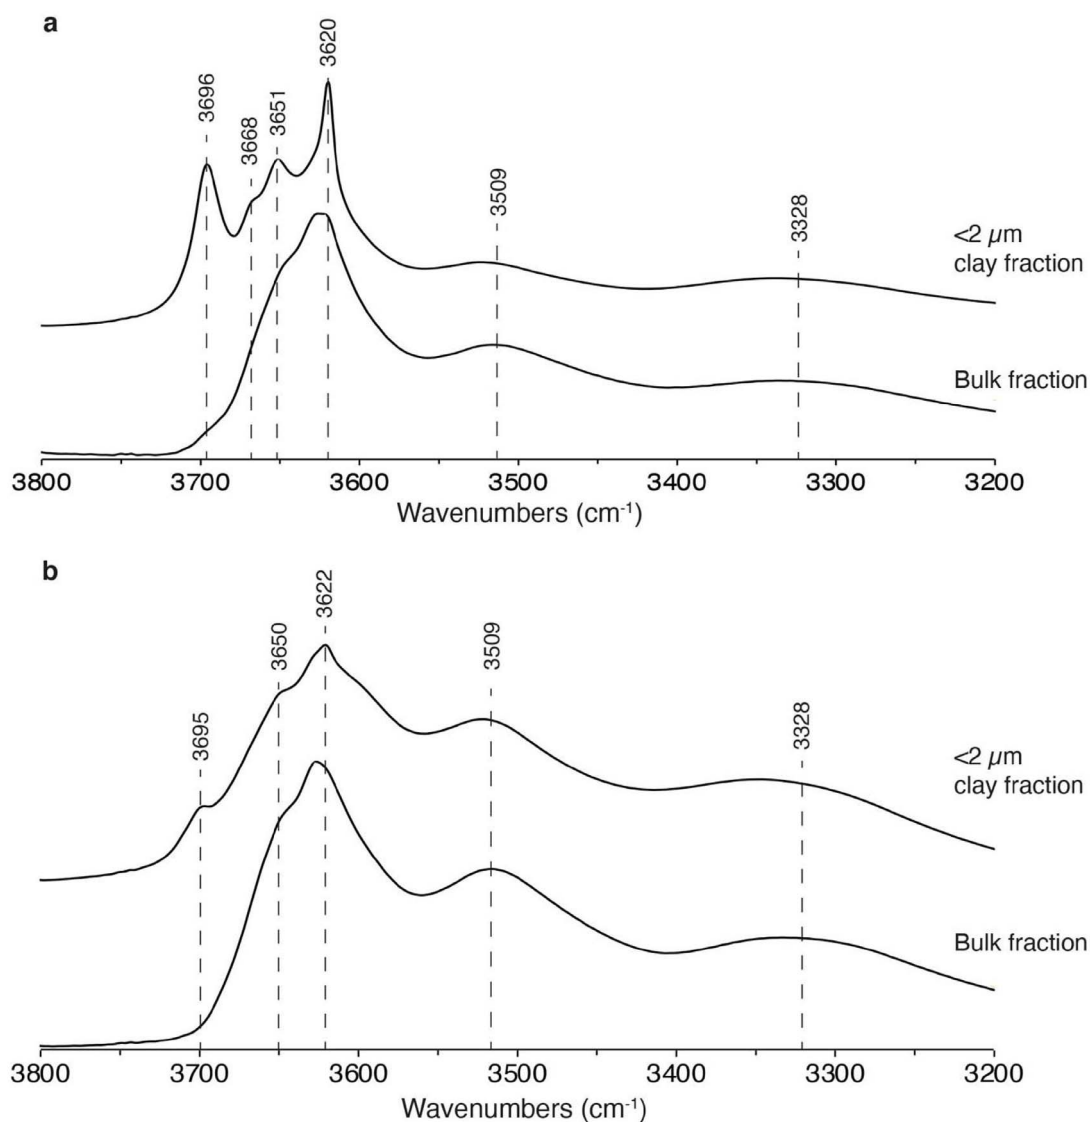 a
3696
3668
3651
3620
3509
3328
<2 µm
clay fraction
Bulk fraction
3800 3700 3600 3500 3400 3300 3200
Wavenumbers (cm-1)
b
3695
3650
3622
3509
3328
<2 µm
clay fraction
Bulk fraction
3800 3700 3600 3500 3400 3300 3200
Wavenumbers (cm-1)